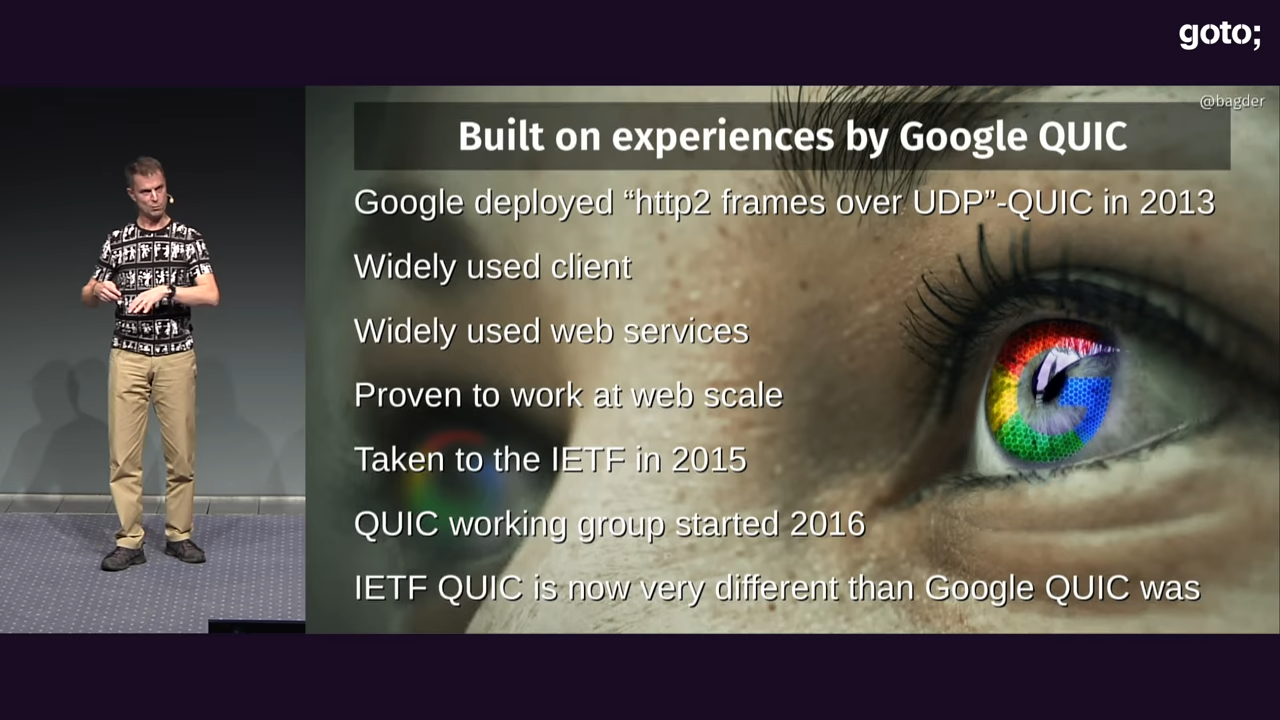 goto;
@bagder
Built on experiences by Google QUIC
Google deployed “http2 frames over UDP”-QUIC in 2013
Widely used client
Widely used web services
Proven to work at web scale
Taken to the IETF in 2015
QUIC working group started 2016
IETF QUIC is now very different than Google QUIC was